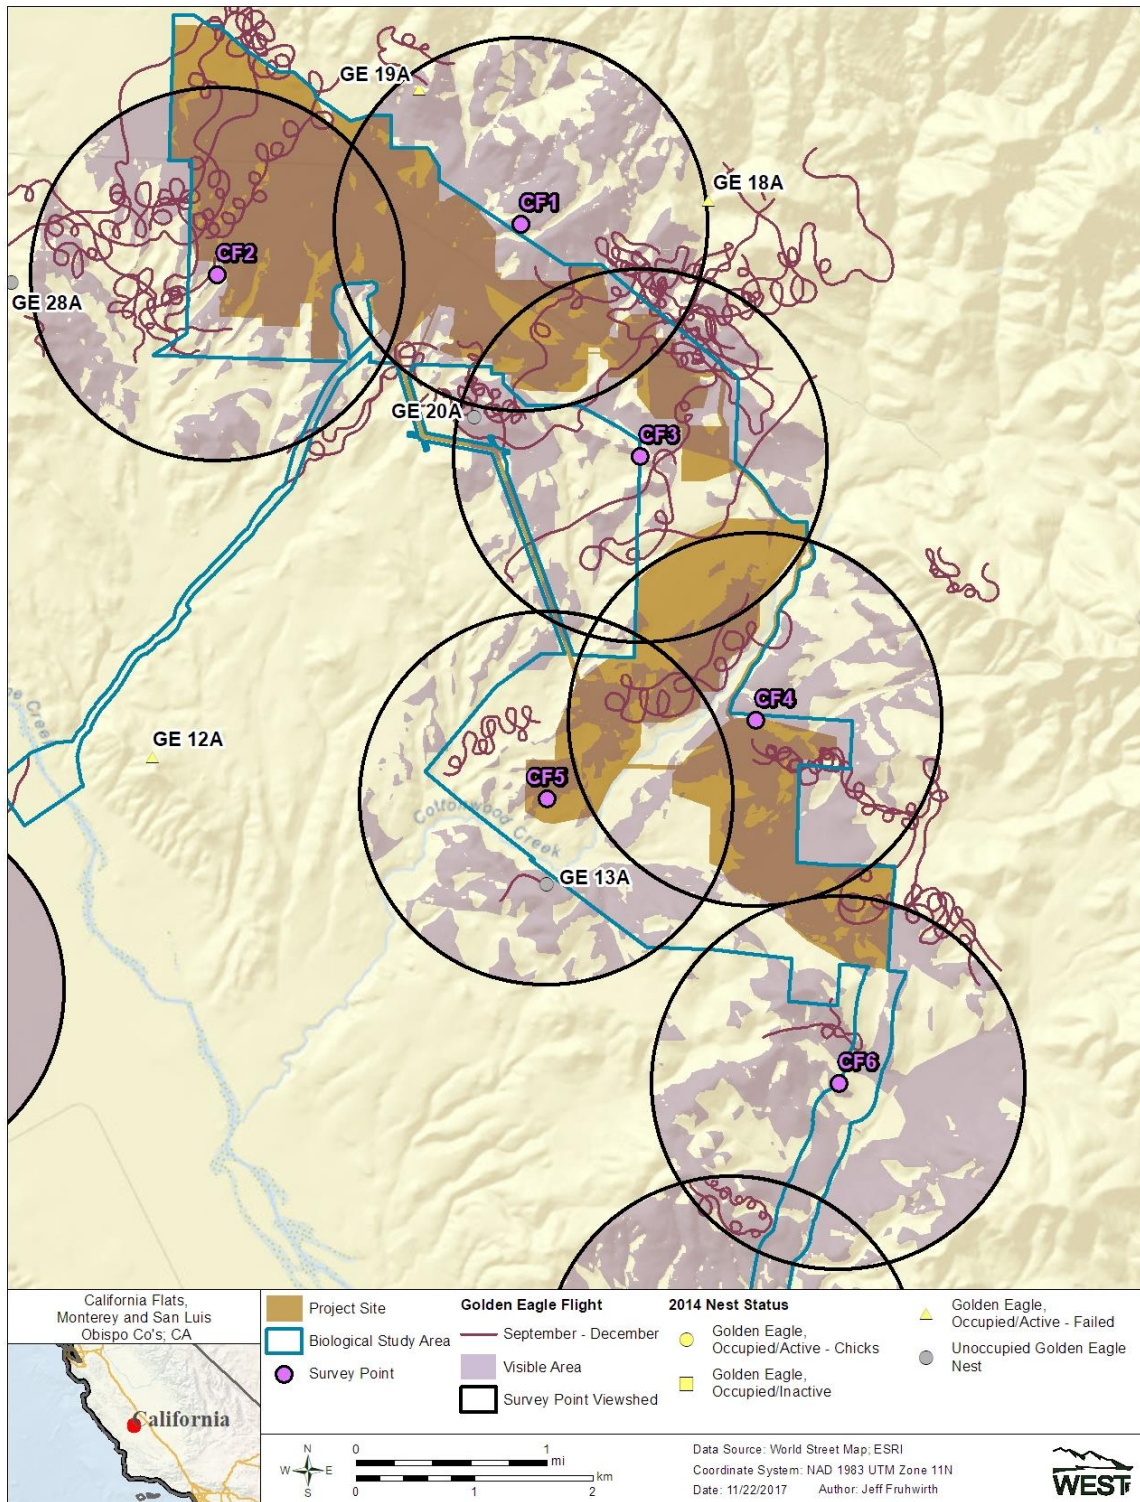 GE 19A
GE 18A
CF1
CF2
GE 28A
GE 20A
CF3
CF4
GE 12A
CF5
Cottonwood Creek
GE 13A
Creek
CF6
California Flats,
Monterey and San Luis
Obispo Co's; CA
California
Project Site
Biological Study Area
Survey Point
Golden Eagle Flight
September - December
Visible Area
Survey Point Viewshed
2014 Nest Status
Golden Eagle,
Occupied/Active - Chicks
Golden Eagle,
Occupied/Inactive
Golden Eagle,
Occupied/Active - Failed
Unoccupied Golden Eagle
Nest
N
W E
S
0 1
mi
km
0 1 2
Data Source: World Street Map; ESRI
Coordinate System: NAD 1983 UTM Zone 11N
Date: 11/22/2017 Author: Jeff Fruhwirth
WEST